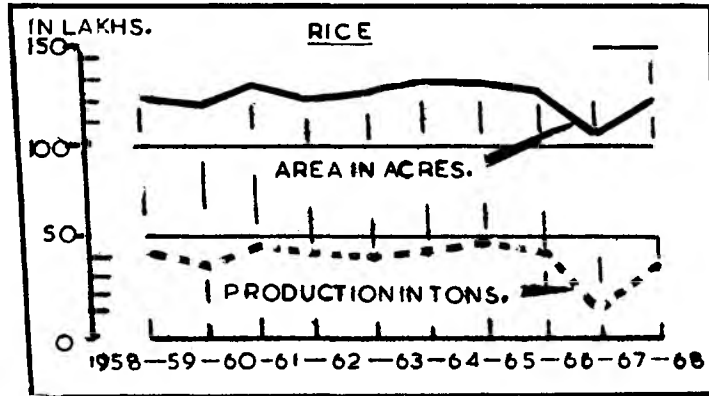 IN LAKHS.
RICE
150
100
AREA IN ACRES.
50
PRODUCTION IN TONS.
0
1958-59-60-61-62-63-64-65-66-67-68